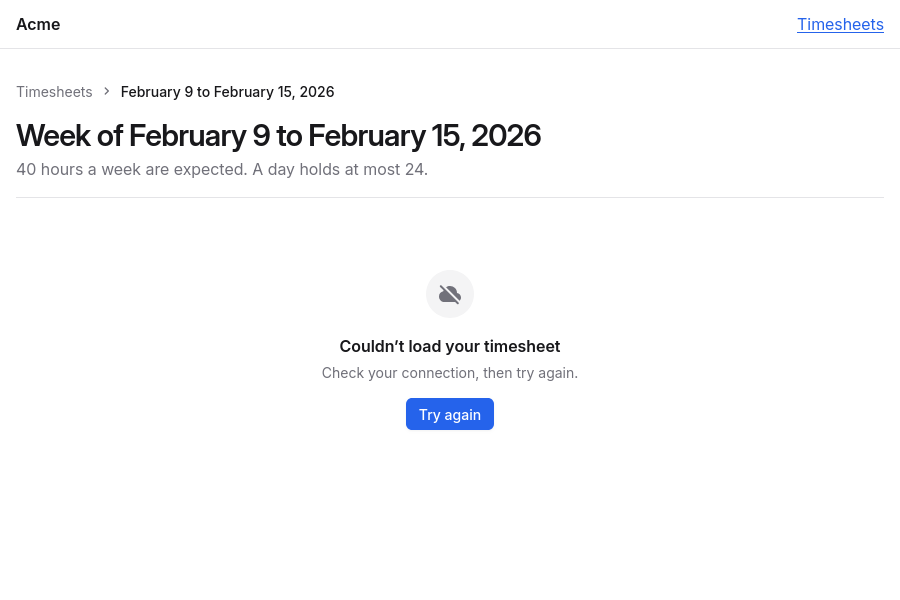 Acme
Timesheets
Timesheets
February 9 to February 15, 2026
Week of February 9 to February 15, 2026
40 hours a week are expected. A day holds at most 24.
Couldn’t load your timesheet
Check your connection, then try again.
Try again